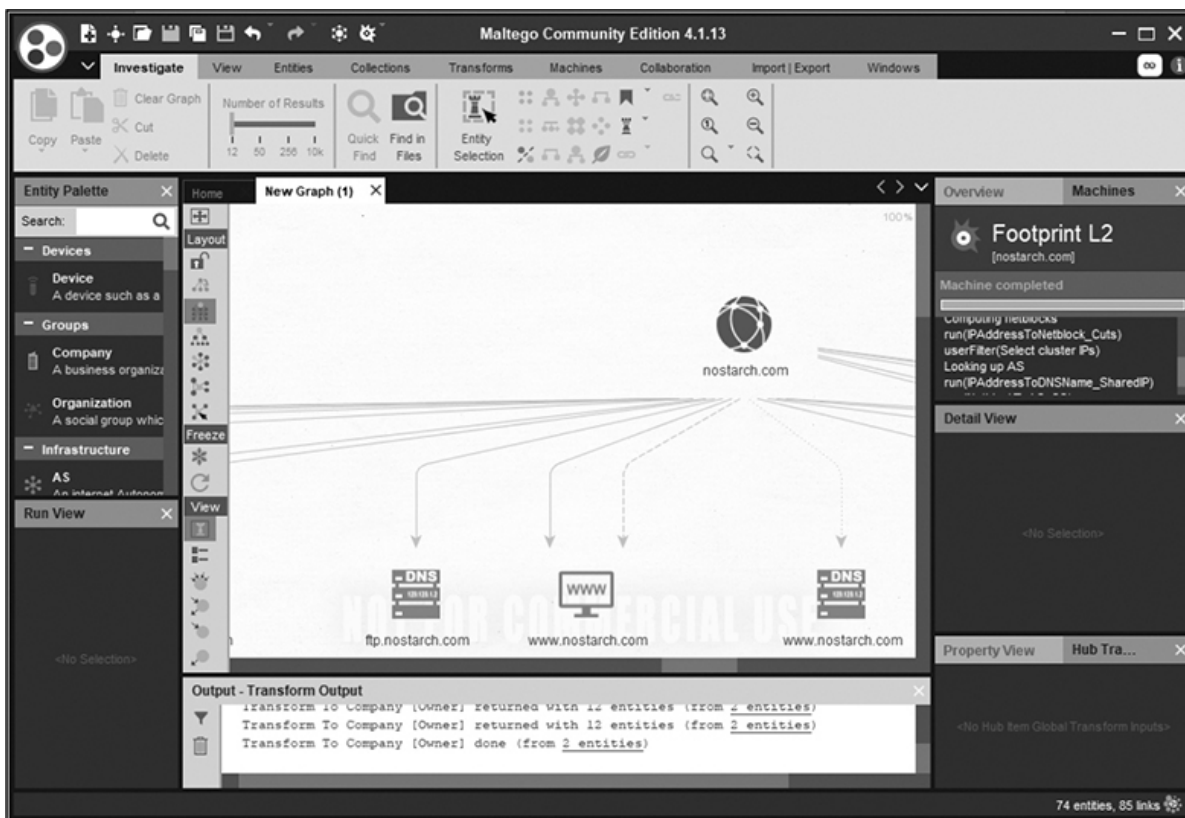 Maltego Community Edition 4.1.13
Investigate View Entities Collections Transforms Machines Collaboration Import | Export Windows
Copy Paste Clear Graph Cut Delete
Number of Results
12 50 256 10k
Quick Find
Find in Files
Entity Selection
Entity Palette
Search:
Devices
Device
A device such as a
Groups
Company
A business organiza
Organization
A social group whic
Infrastructure
AS
An internet Autonom
Run View
<No Selection>
Home New Graph (1)
Layout
Freeze
View
100%
nostarch.com
DNS
ftp.nostarch.com
WWW
www.nostarch.com
DNS
www.nostarch.com
NOT FOR COMMERCIAL USE
Output - Transform Output
Transform To Company [Owner] returned with 12 entities (from 2 entities)
Transform To Company [Owner] returned with 12 entities (from 2 entities)
Transform To Company [Owner] done (from 2 entities)
Overview Machines
Footprint L2
[nostarch.com]
Machine completed
Computing netblocks
run(IPAddressToNetblock_Cuts)
userFilter(Select cluster IPs)
Looking up AS
run(IPAddressToDNSName_SharedIP)
Detail View
<No Selection>
Property View Hub Tra...
<No Hub Item Global Transform Inputs>
74 entities, 85 links